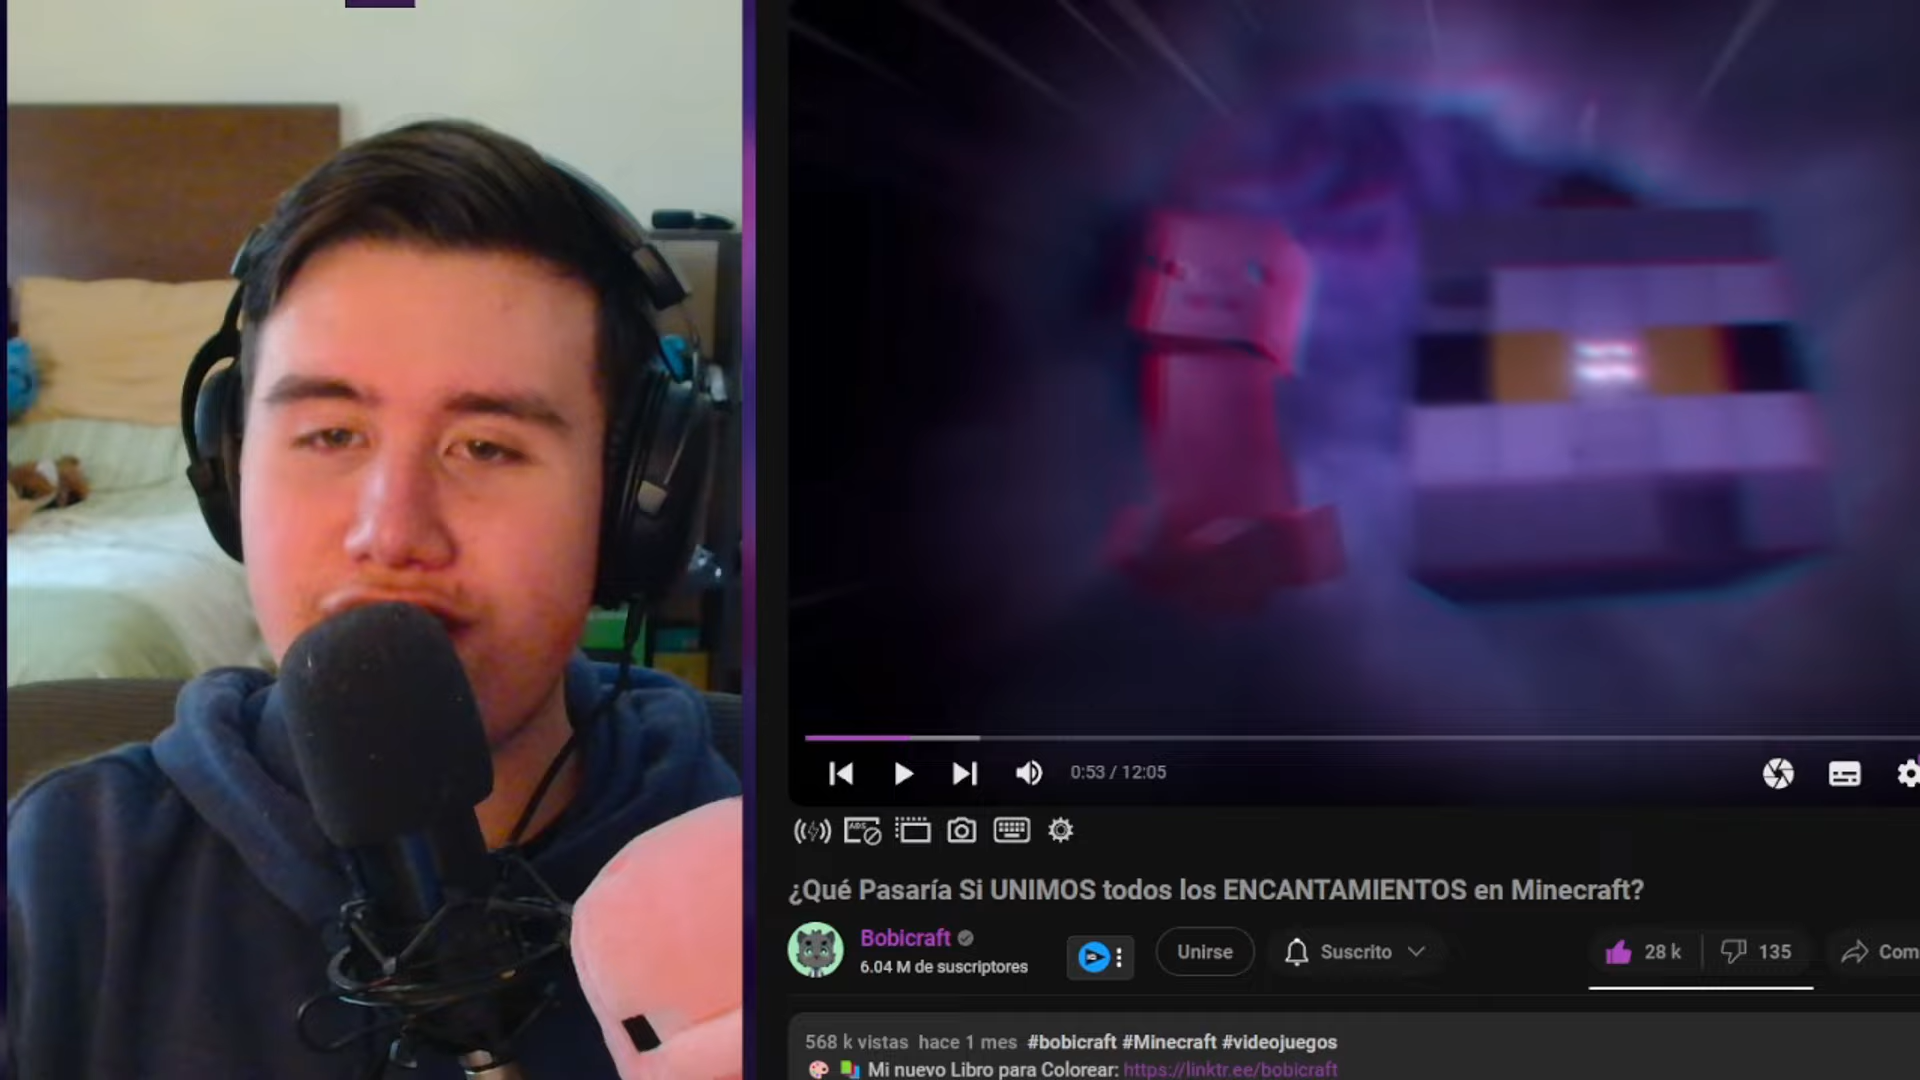 0:53 / 12:05
¿Qué Pasaría Si UNIMOS todos los ENCANTAMIENTOS en Minecraft?
Bobicraft
6.04 M de suscriptores
Unirse
Suscrito
28 k
135
Com
568 k vistas hace 1 mes #bobicraft #Minecraft #videojuegos
Mi nuevo Libro para Colorear: https://linktr.ee/bobicraft